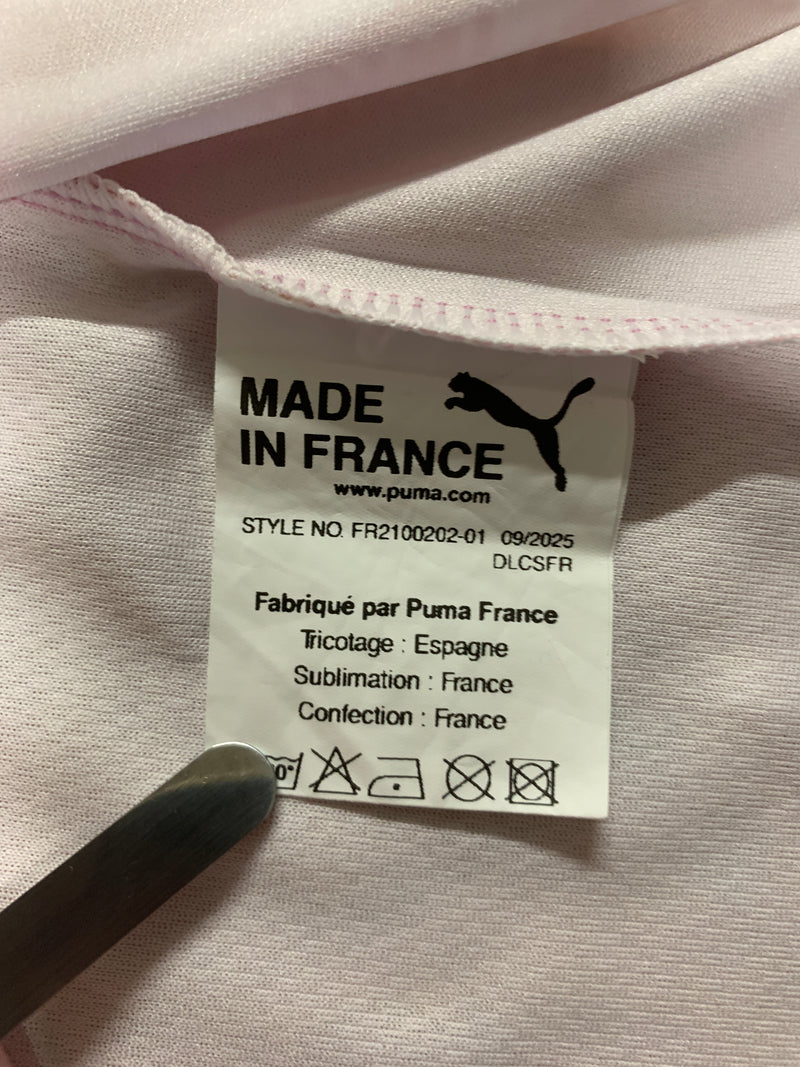 MADE
IN FRANCE
www.puma.com
STYLE NO. FR2100202-01 09/2025
DLCSFR
Fabriqué par Puma France
Tricotage : Espagne
Sublimation : France
Confection : France